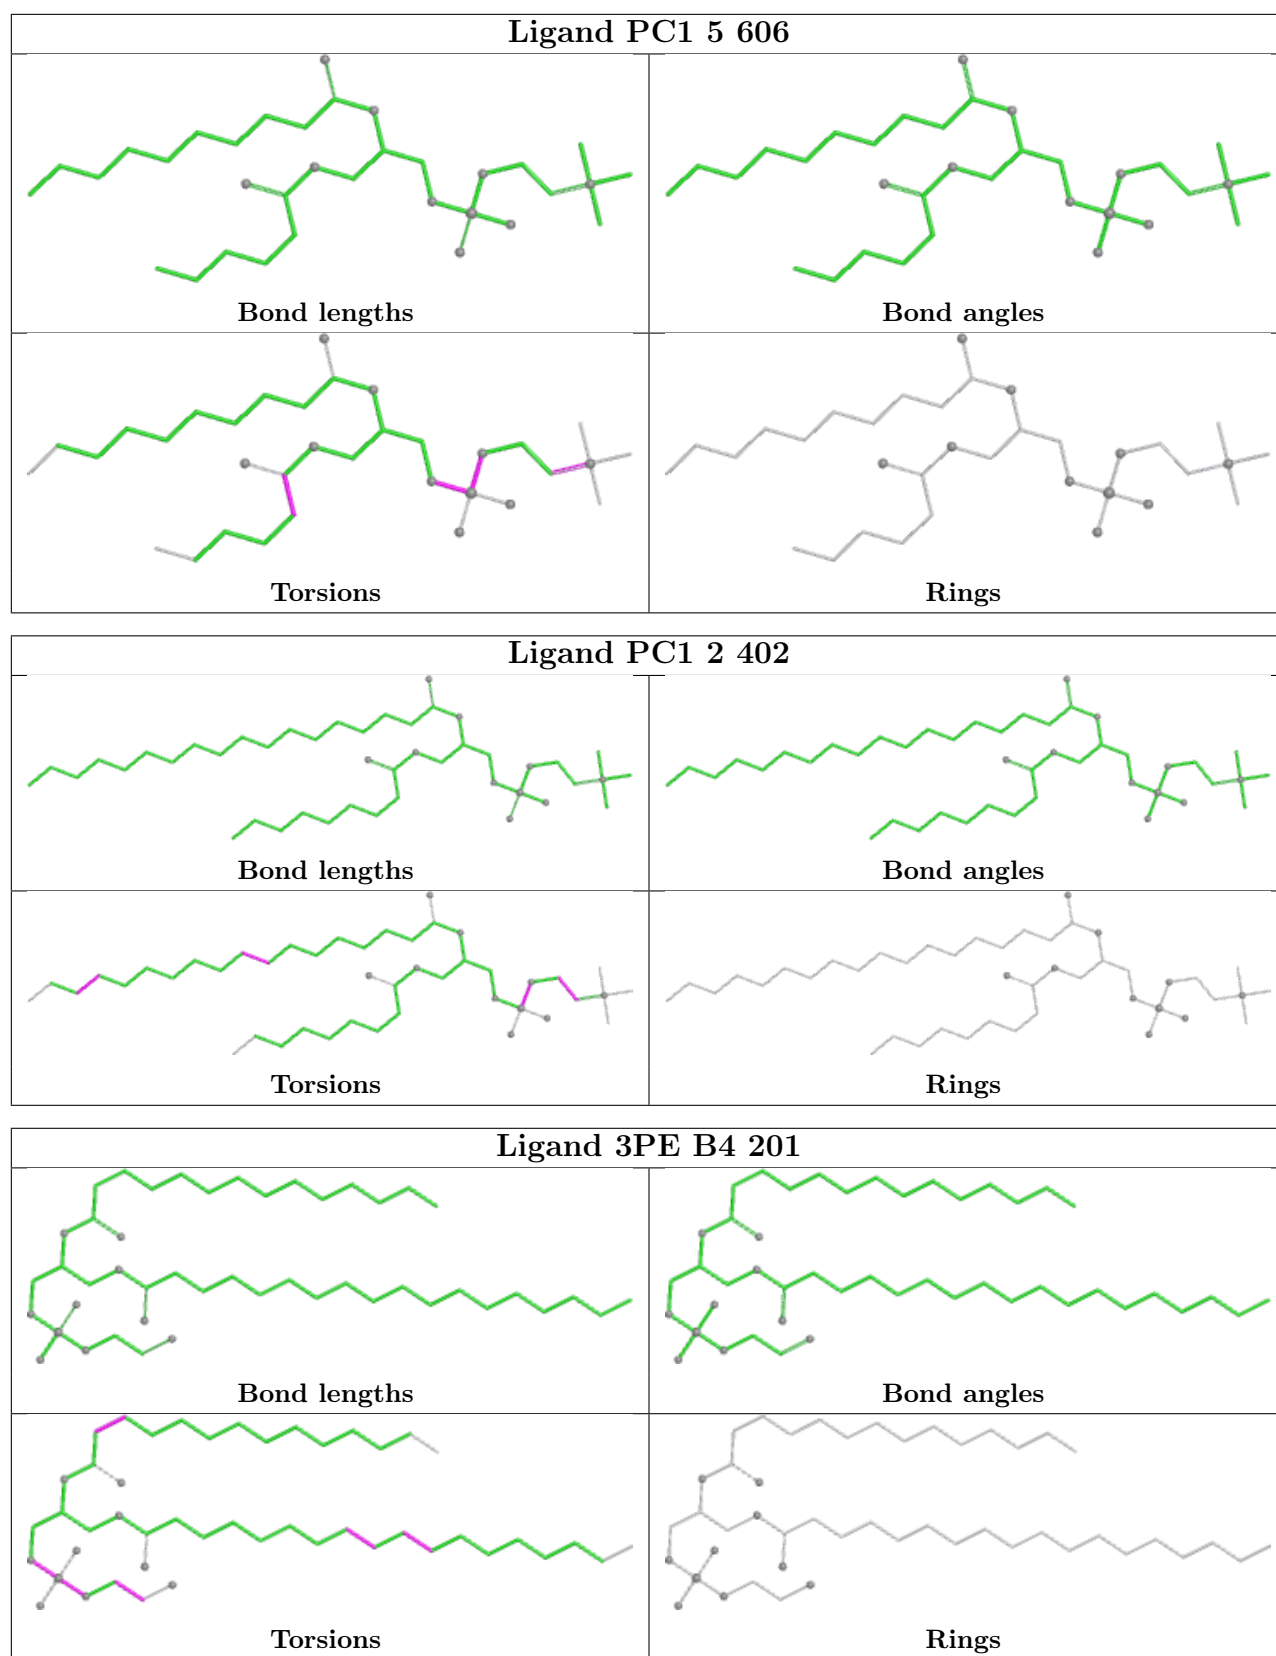 Ligand PC1 5 606
Bond lengths
Bond angles
Torsions
Rings
Ligand PC1 2 402
Bond lengths
Bond angles
Torsions
Rings
Ligand 3PE B4 201
Bond lengths
Bond angles
Torsions
Rings